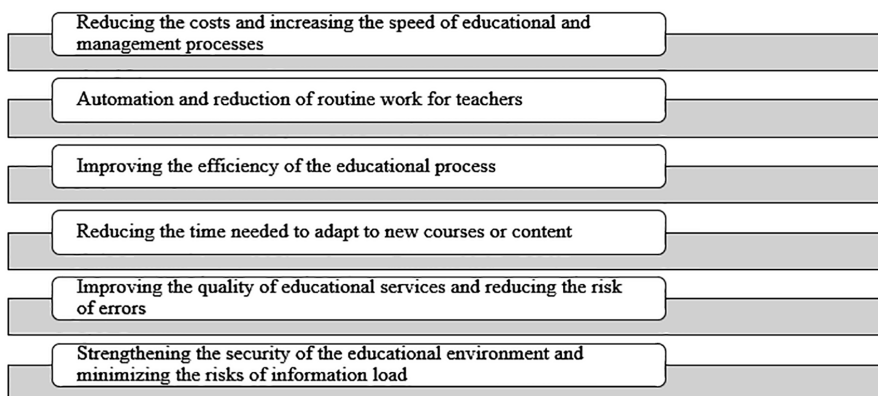 Reducing the costs and increasing the speed of educational and
management processes
Automation and reduction of routine work for teachers
Improving the efficiency of the educational process
Reducing the time needed to adapt to new courses or content
Improving the quality of educational services and reducing the risk
of errors
Strengthening the security of the educational environment and
minimizing the risks of information load